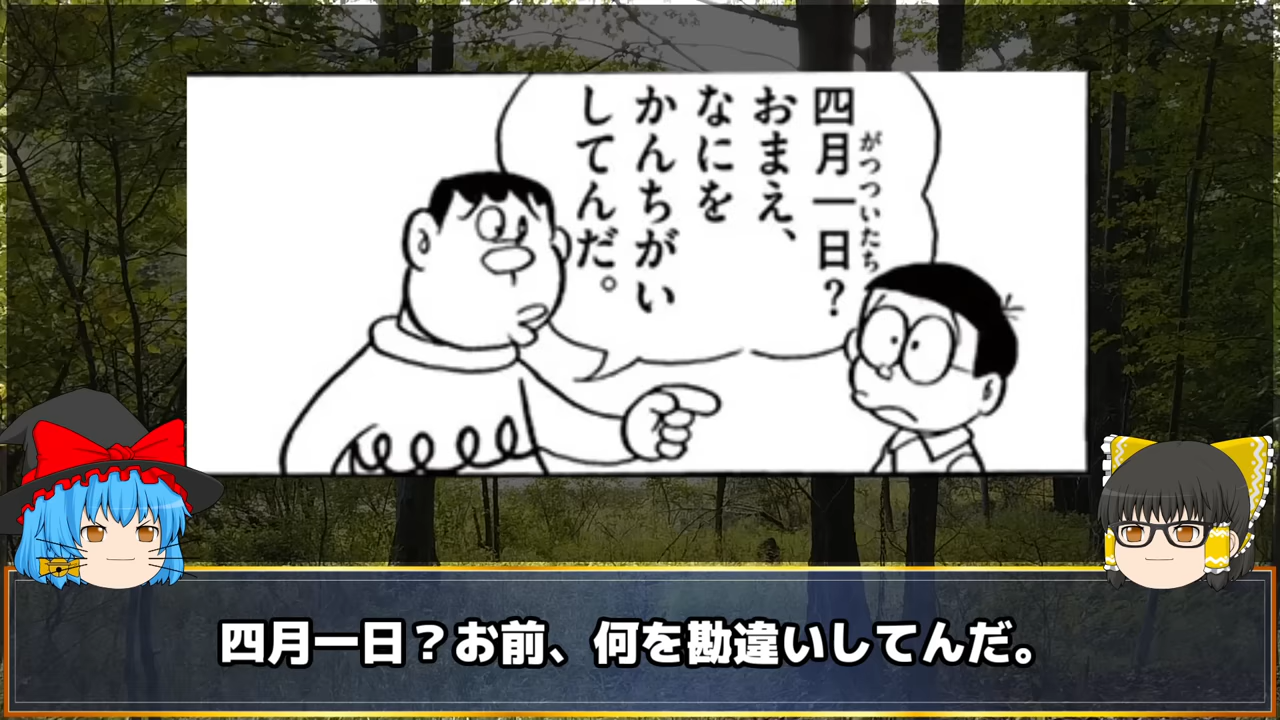 四月一日?
がつついたち
おまえ、
なにを
かんちがい
してんだ。
四月一日?お前、何を勘違いしてんだ。